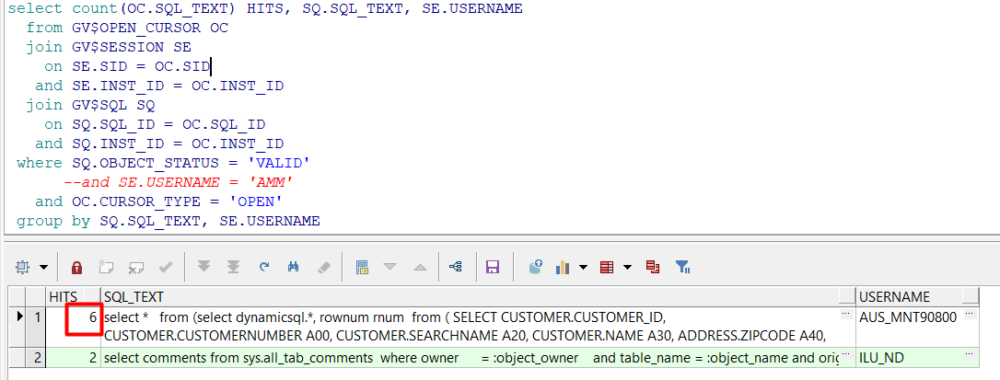 select count(OC.SQL_TEXT) HITS, SQ.SQL_TEXT, SE.USERNAME
from GV$OPEN_CURSOR OC
join GV$SESSION SE
on SE.SID = OC.SID
and SE.INST_ID = OC.INST_ID
join GV$SQL SQ
on SQ.SQL_ID = OC.SQL_ID
and SQ.INST_ID = OC.INST_ID
where SQ.OBJECT_STATUS = 'VALID'
--and SE.USERNAME = 'AMM'
and OC.CURSOR_TYPE = 'OPEN'
group by SQ.SQL_TEXT, SE.USERNAME
HITS SQL_TEXT USERNAME
1 6 select * from (select dynamicsql.*, rownum rnum from ( SELECT CUSTOMER.CUSTOMER_ID, ... AUS_MNT90800 ...
CUSTOMER.CUSTOMERNUMBER A00, CUSTOMER.SEARCHNAME A20, CUSTOMER.NAME A30, ADDRESS.ZIPCODE A40,
2 2 select comments from sys.all_tab_comments where owner = :object_owner and table_name = :object_name and orig ... ILU_ND ...